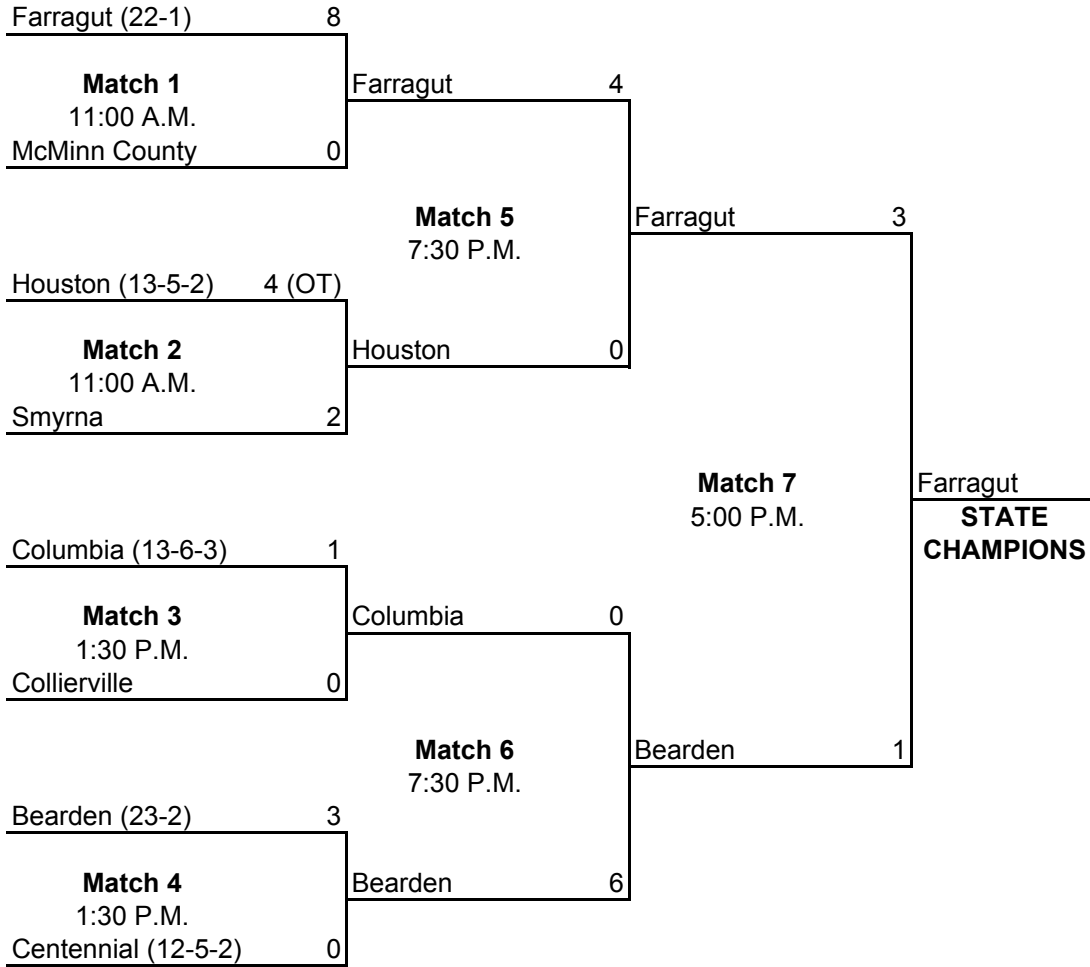 Farragut (22-1) 8
Match 1
Farragut 4
11:00 A.M.
McMinn County 0
Match 5
Farragut 3
7:30 P.M.
Houston (13-5-2) 4 (OT)
Match 2
Houston 0
11:00 A.M.
Smyrna 2
Match 7
Farragut
5:00 P.M.
STATE
CHAMPIONS
Columbia (13-6-3) 1
Match 3
Columbia 0
1:30 P.M.
Collierville 0
Match 6
Bearden 1
7:30 P.M.
Bearden (23-2) 3
Match 4
Bearden 6
1:30 P.M.
Centennial (12-5-2) 0